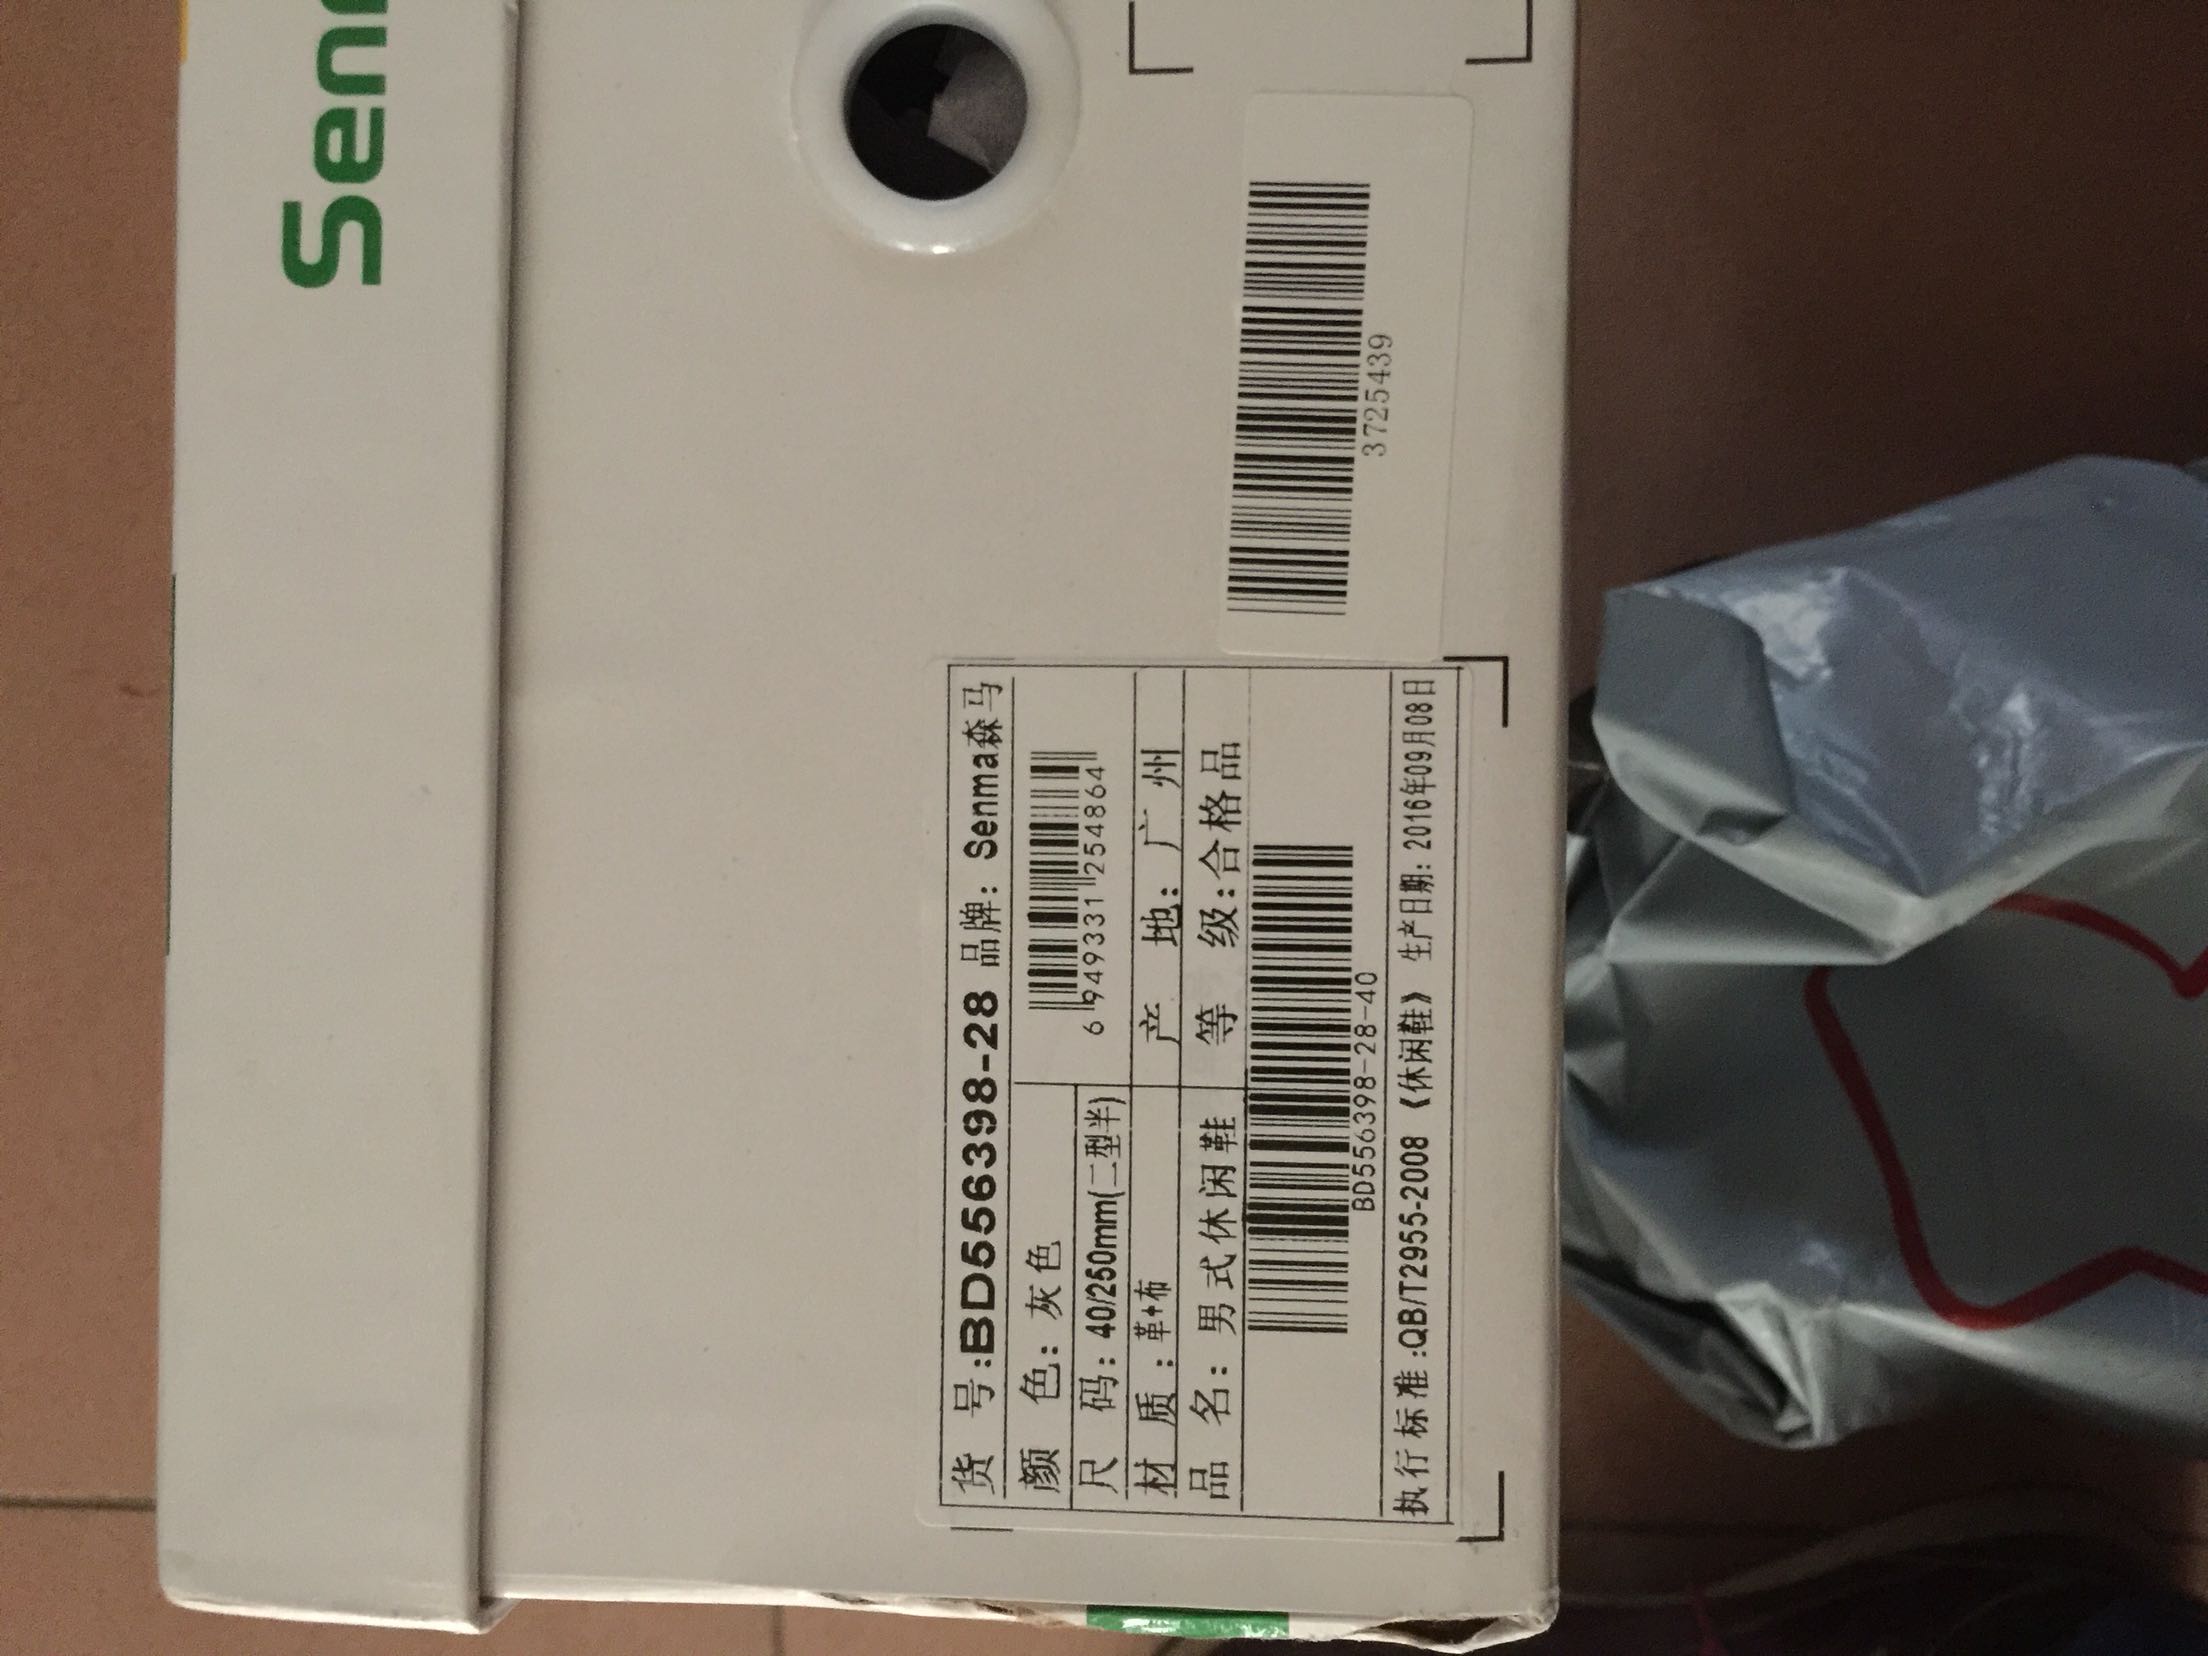 Senm
3725439
货 号:BD556398-28 品牌: Senma森马
颜 色: 灰色
6 949331 254864
尺 码: 40/250mm(二型半)
材 质 : 革+布
产 地: 广 州
品 名: 男式休闲鞋
等 级:合格品
BD556398-28-40
执行标准:QB/T2955-2008 《休闲鞋》 生产日期: 2016年09月08日